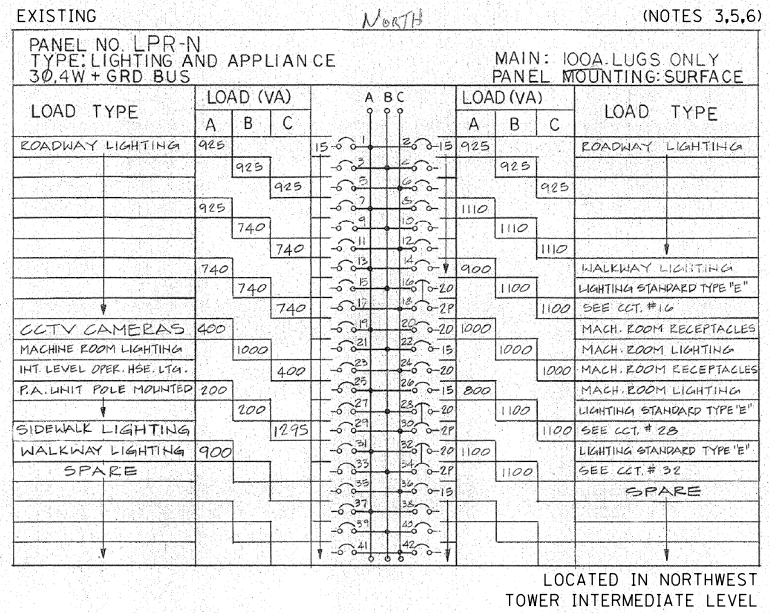 EXISTING NORTH (NOTES 3,5,6)
PANEL NO. LPR-N
TYPE: LIGHTING AND APPLIANCE MAIN: 100A. LUGS ONLY
3Ø,4W + GRD BUS PANEL MOUNTING: SURFACE
LOAD TYPE LOAD (VA) A B C LOAD (VA) LOAD TYPE
A B C A B C
ROADWAY LIGHTING 925 15 1 2 15 925 ROADWAY LIGHTING
925 3 4 925
925 5 6 925
925 7 8 1110
740 9 10 1110
740 11 12 1110
740 13 14 900 WALKWAY LIGHTING
740 15 16 20 1100 LIGHTING STANDARD TYPE "E"
740 17 18 2P 1100 SEE CCT. #16
CCTV CAMERAS 400 19 20 20 1000 MACH. ROOM RECEPTACLES
MACHINE ROOM LIGHTING 1000 21 22 15 1000 MACH. ROOM LIGHTING
INT. LEVEL OPER. HSE. LTG. 400 23 24 20 1000 MACH. ROOM RECEPTACLES
P.A. UNIT POLE MOUNTED 200 25 26 15 800 MACH. ROOM LIGHTING
200 27 28 20 1100 LIGHTING STANDARD TYPE "E"
SIDEWALK LIGHTING 1295 29 30 2P 1100 SEE CCT. # 28
WALKWAY LIGHTING 900 31 32 20 1100 LIGHTING STANDARD TYPE "E"
SPARE 33 34 2P 1100 SEE CCT. # 32
35 36 15 SPARE
37 38
39 40
41 42
LOCATED IN NORTHWEST
TOWER INTERMEDIATE LEVEL